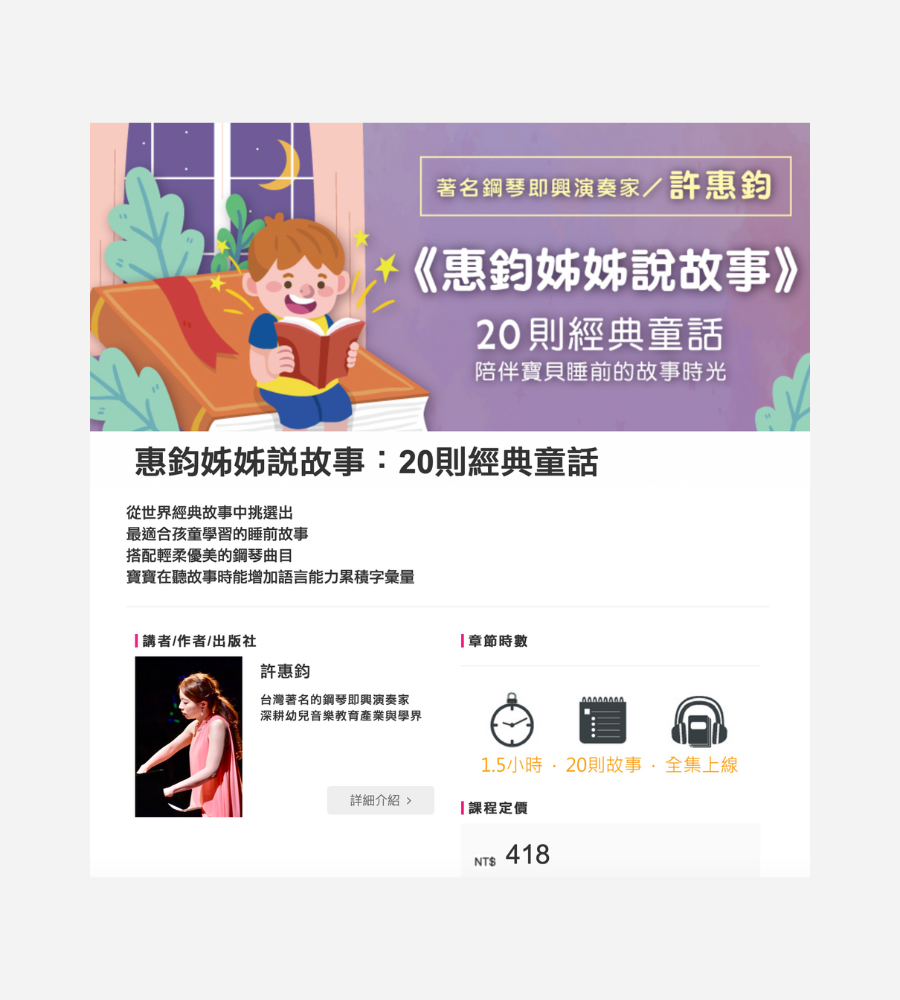 著名鋼琴即興演奏家／許惠鈞
《惠鈞姊姊說故事》
20則經典童話
陪伴寶貝睡前的故事時光
惠鈞姊姊說故事：20則經典童話
從世界經典故事中挑選出
最適合孩童學習的睡前故事
搭配輕柔優美的鋼琴曲目
寶寶在聽故事時能增加語言能力累積字彙量
講者/作者/出版社
許惠鈞
台灣著名的鋼琴即興演奏家
深耕幼兒音樂教育產業與學界
詳細介紹 >
章節時數
1.5小時 · 20則故事 · 全集上線
課程定價
NT$ 418